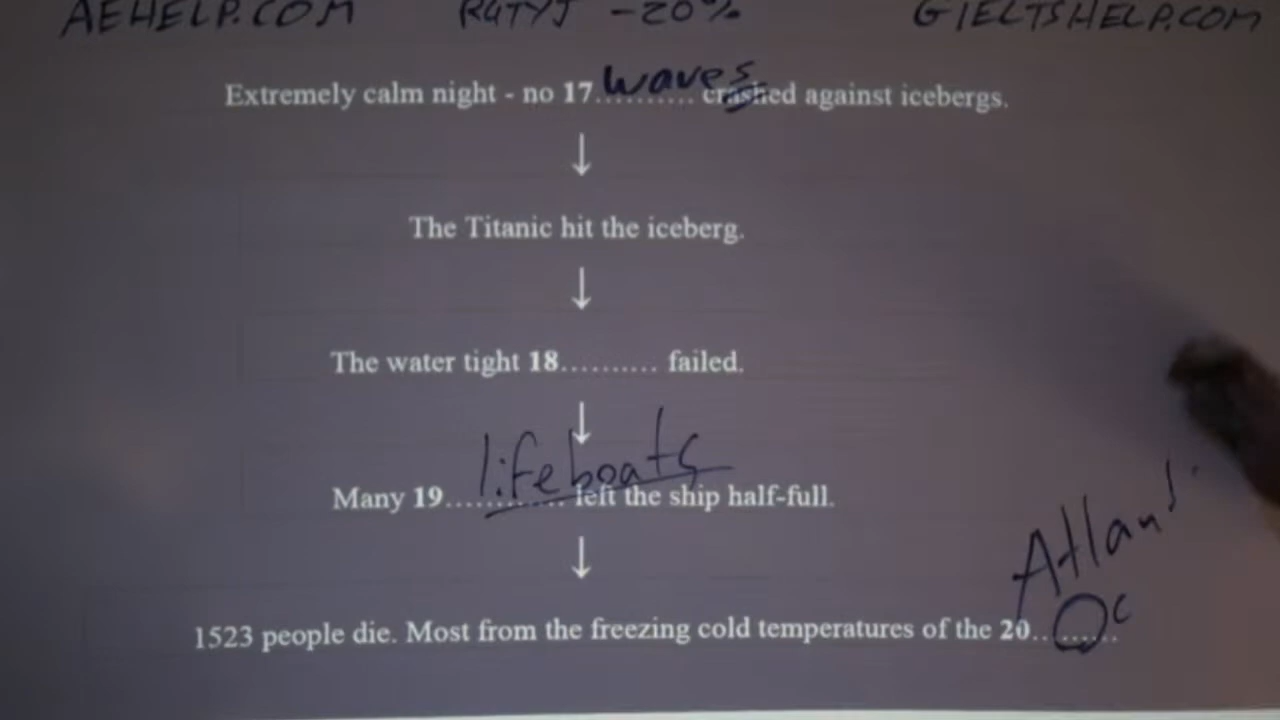 AEHELP.COM R4TYJ -20% GIELTSHELP.COM
Extremely calm night - no 17.......... crashed against icebergs.
waves
The Titanic hit the iceberg.
The water tight 18.......... failed.
lifeboats
Many 19............ left the ship half-full.
Atlan
Oc
1523 people die. Most from the freezing cold temperatures of the 20..........